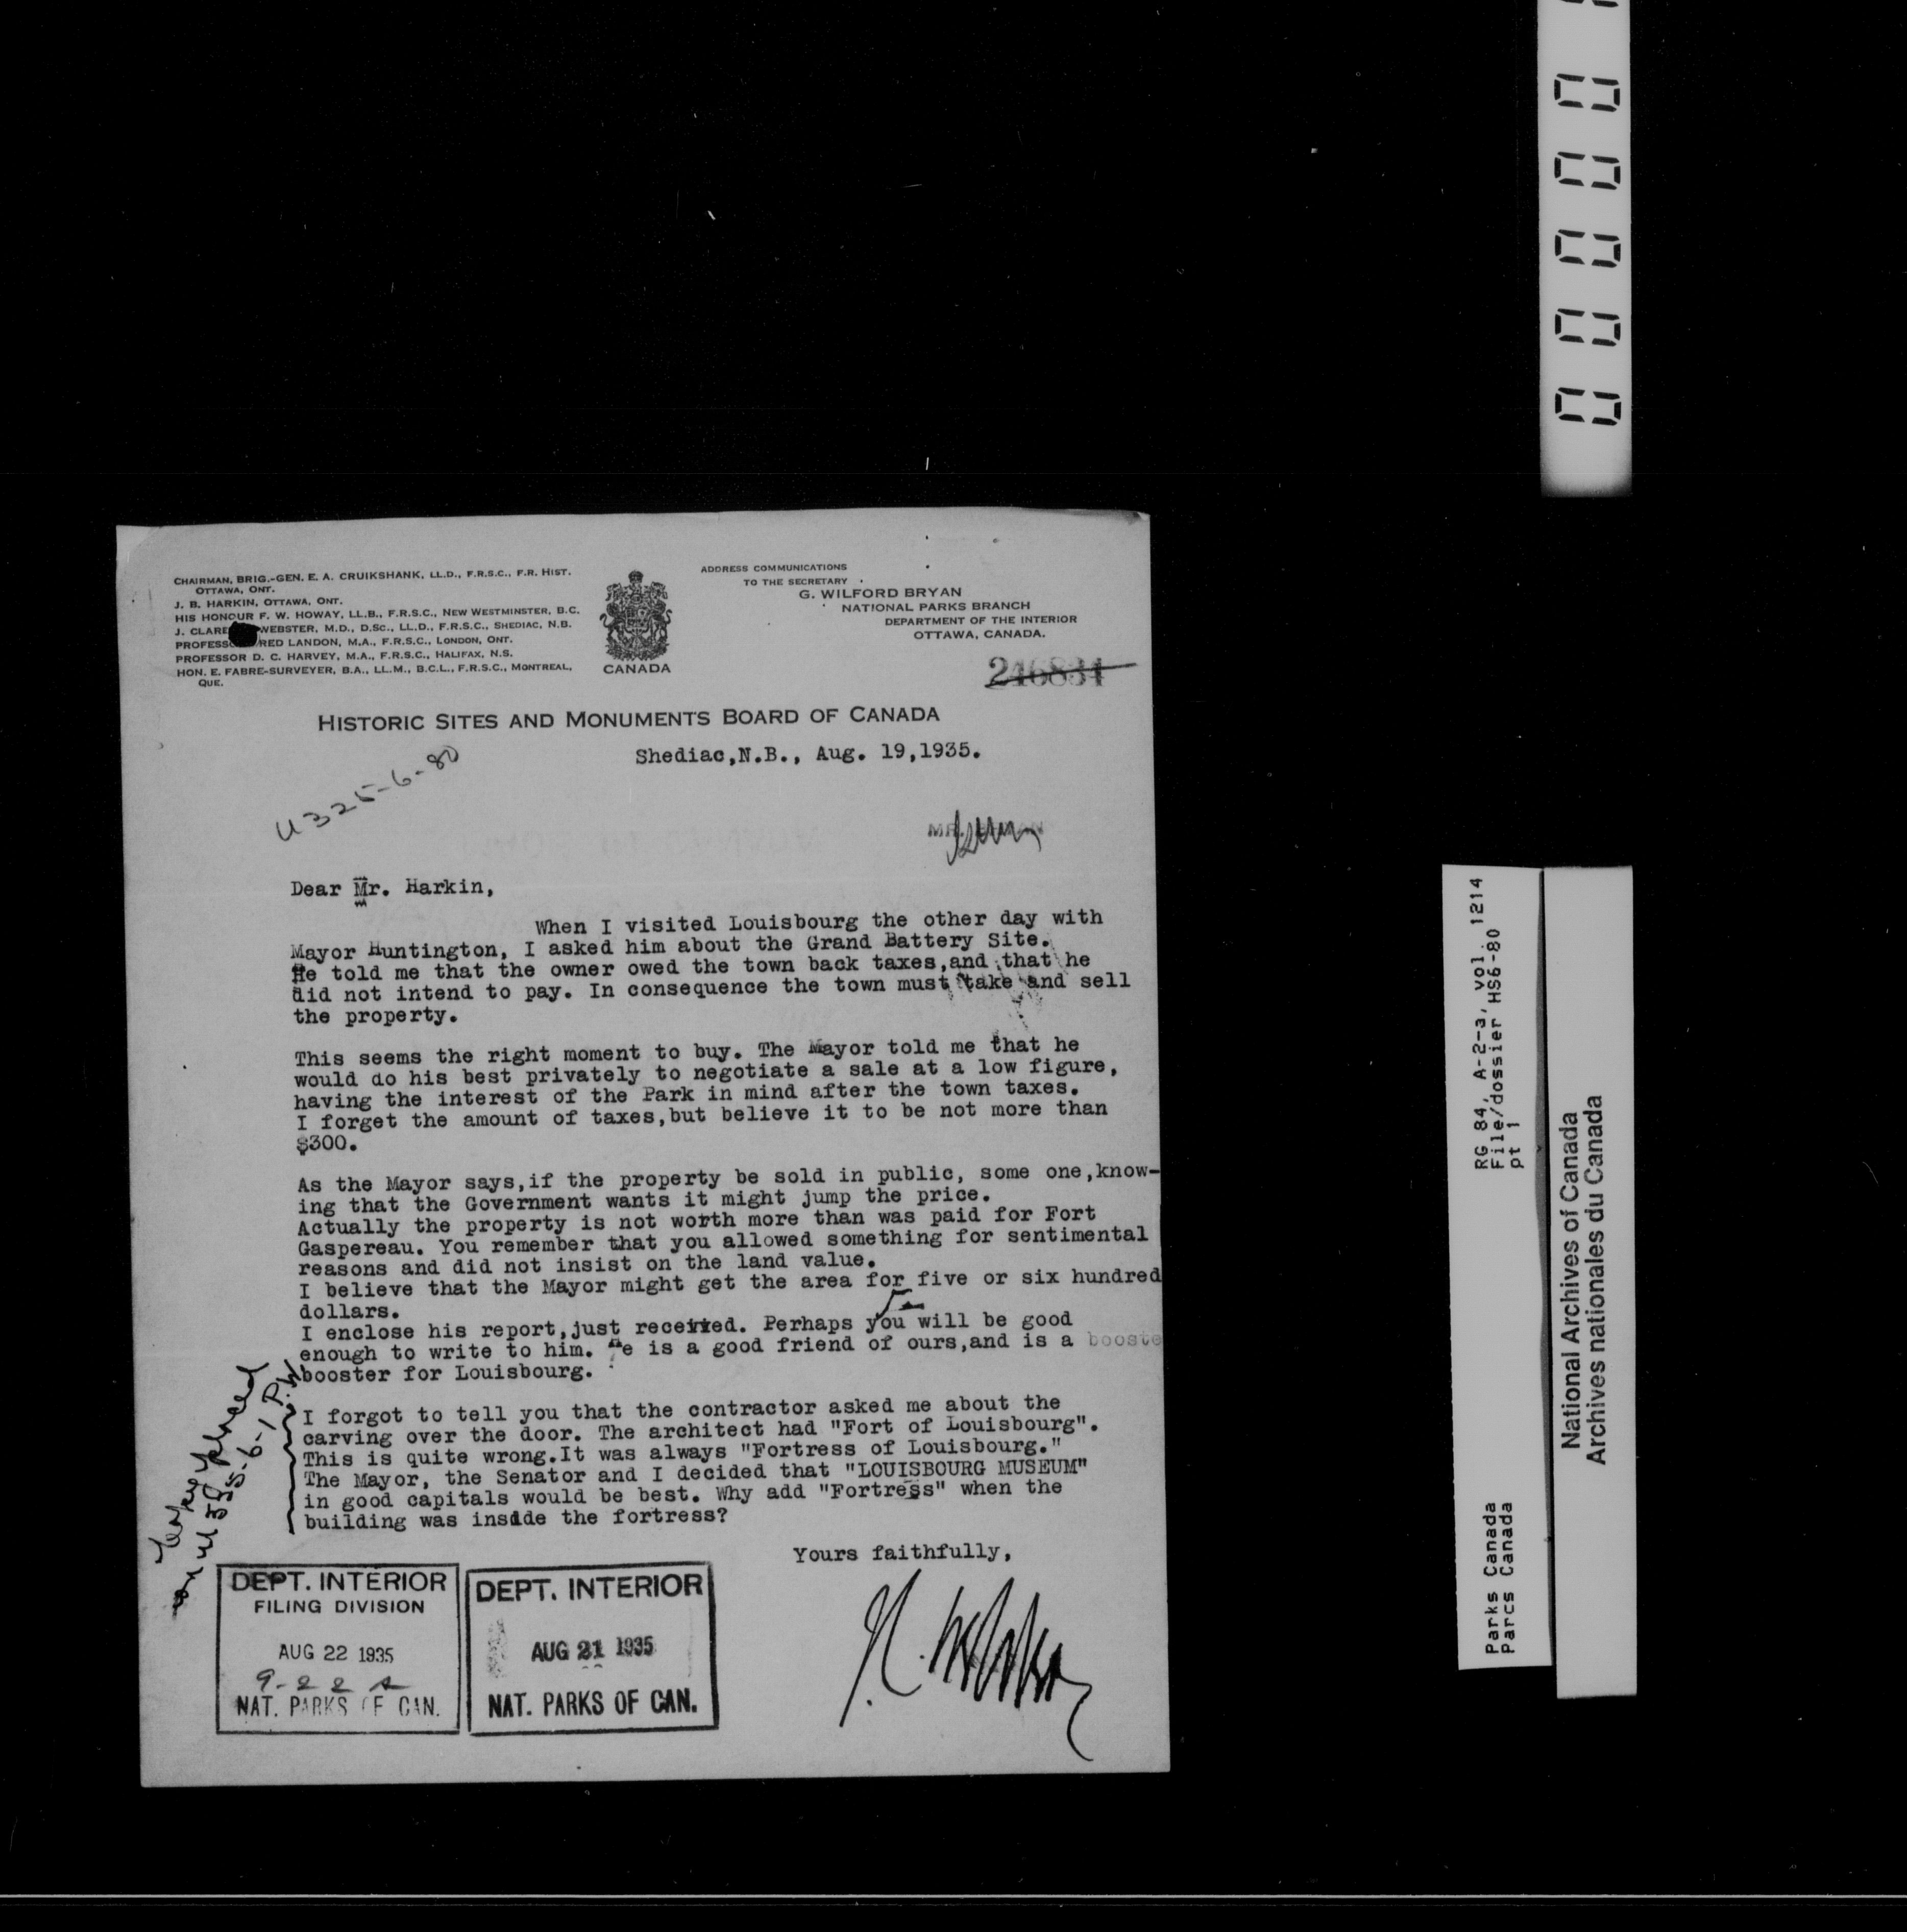 CHAIRMAN, BRIG.-GEN. E. A. CRUIKSHANK, LL.D., F.R.S.C., F.R. HIST.
OTTAWA, ONT.
J. B. HARKIN, OTTAWA, ONT.
HIS HONOUR F. W. HOWAY, LL.B., F.R.S.C., NEW WESTMINSTER, B.C.
J. CLARE WEBSTER, M.D., D.SC., LL.D., F.R.S.C., SHEDIAC, N.B.
PROFESS RED LANDON, M.A., F.R.S.C., LONDON, ONT.
PROFESSOR D. C. HARVEY, M.A., F.R.S.C., HALIFAX, N.S.
HON. E. FABRE-SURVEYER, B.A., LL.M., B.C.L., F.R.S.C., MONTREAL,
QUE.
CANADA
ADDRESS COMMUNICATIONS
TO THE SECRETARY
G. WILFORD BRYAN
NATIONAL PARKS BRANCH
DEPARTMENT OF THE INTERIOR
OTTAWA, CANADA.
246831
HISTORIC SITES AND MONUMENTS BOARD OF CANADA
Shediac,N.B., Aug. 19,1935.
U325-6-80
MR.
Dear Mr. Harkin,
When I visited Louisbourg the other day with
Mayor Huntington, I asked him about the Grand Battery Site.
He told me that the owner owed the town back taxes,and that he
did not intend to pay. In consequence the town must take and sell
the property.
This seems the right moment to buy. The Mayor told me that he
would do his best privately to negotiate a sale at a low figure,
having the interest of the Park in mind after the town taxes.
I forget the amount of taxes,but believe it to be not more than
$300.
As the Mayor says,if the property be sold in public, some one,know-
ing that the Government wants it might jump the price.
Actually the property is not worth more than was paid for Fort
Gaspereau. You remember that you allowed something for sentimental
reasons and did not insist on the land value.
I believe that the Mayor might get the area for five or six hundred
dollars.
I enclose his report,just received. Perhaps you will be good
enough to write to him. He is a good friend of ours,and is a booste
booster for Louisbourg.
I forgot to tell you that the contractor asked me about the
carving over the door. The architect had "Fort of Louisbourg".
This is quite wrong.It was always "Fortress of Louisbourg."
The Mayor, the Senator and I decided that "LOUISBOURG MUSEUM"
in good capitals would be best. Why add "Fortress" when the
building was inside the fortress?
Yours faithfully,
Copy placed
on U325-6-1 P.W.
DEPT. INTERIOR
FILING DIVISION
AUG 22 1935
NAT. PARKS OF CAN.
DEPT. INTERIOR
AUG 21 1935
NAT. PARKS OF CAN.
RG 84, A-2-a, vol. 1214
File/dossier HS6-80
pt 1
Parks Canada
Parcs Canada
National Archives of Canada
Archives nationales du Canada